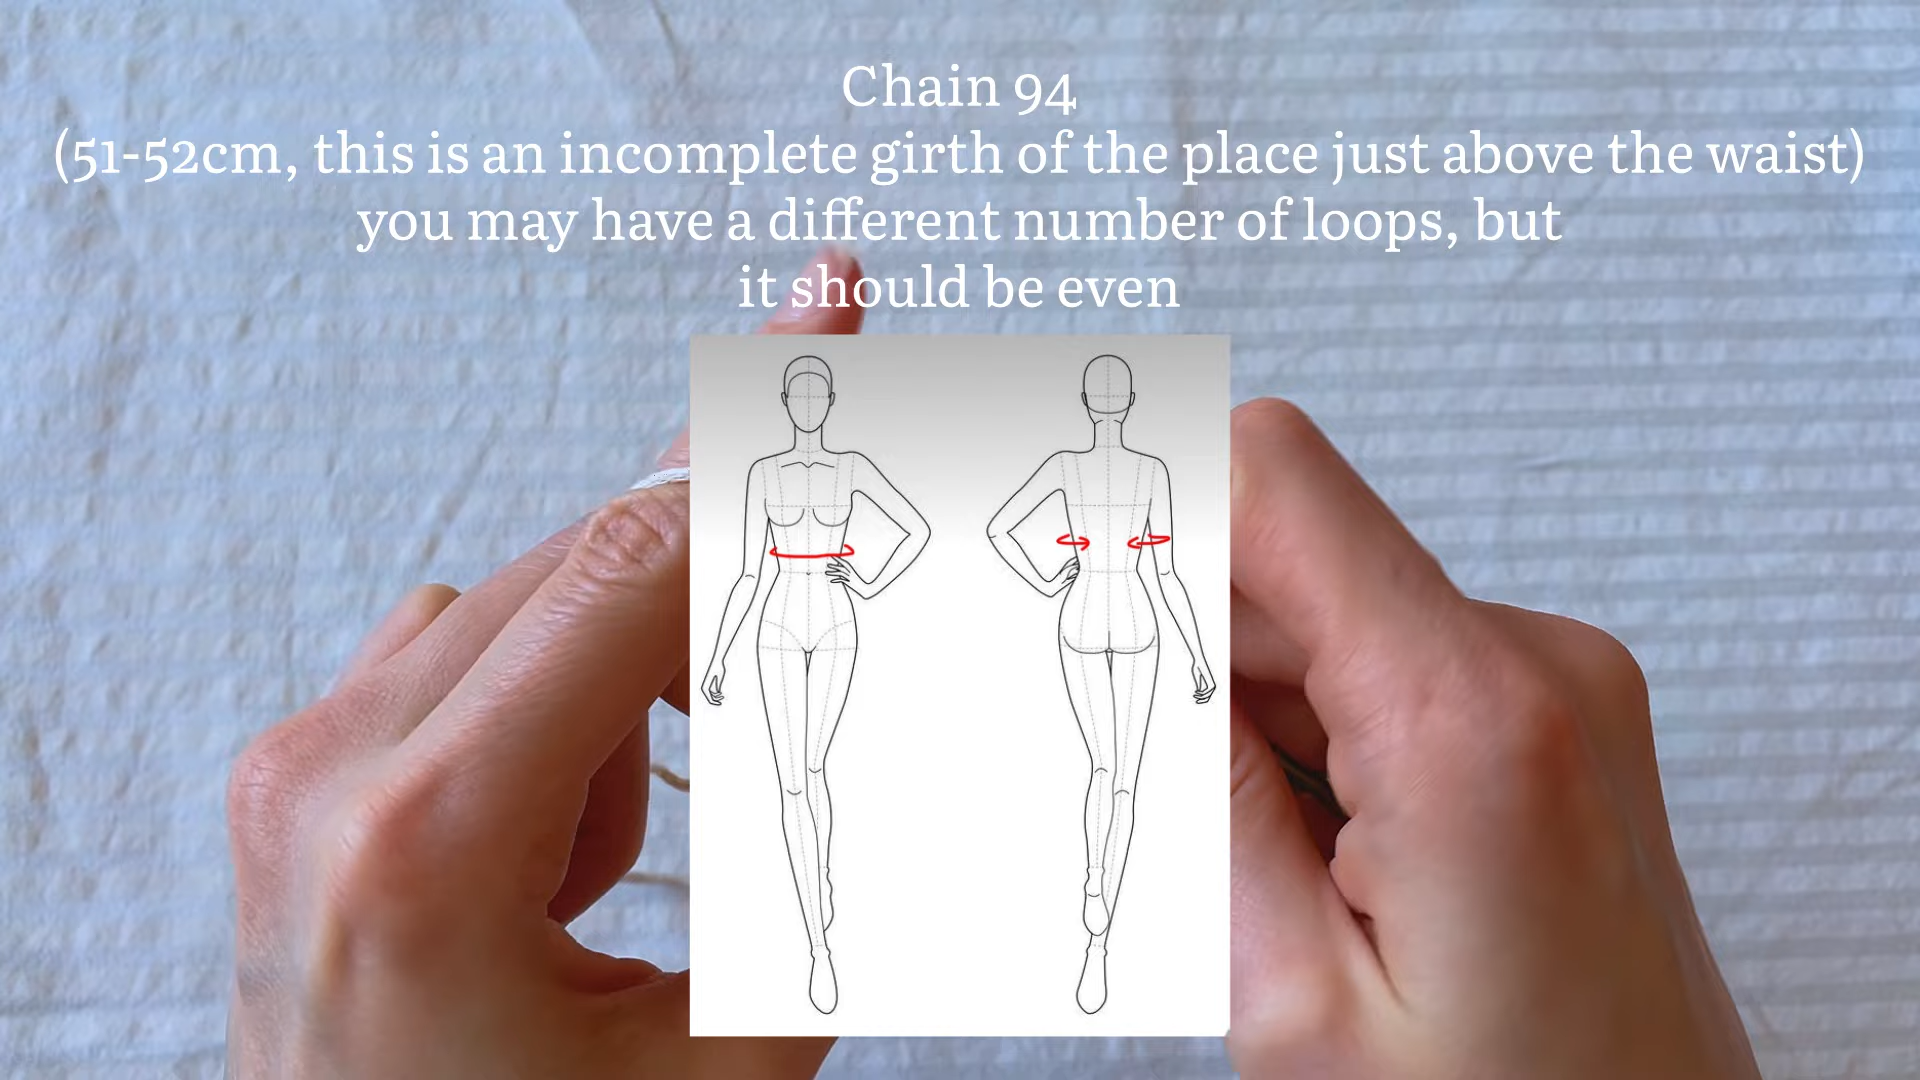 Chain 94
(51-52cm, this is an incomplete girth of the place just above the waist)
you may have a different number of loops, but
it should be even